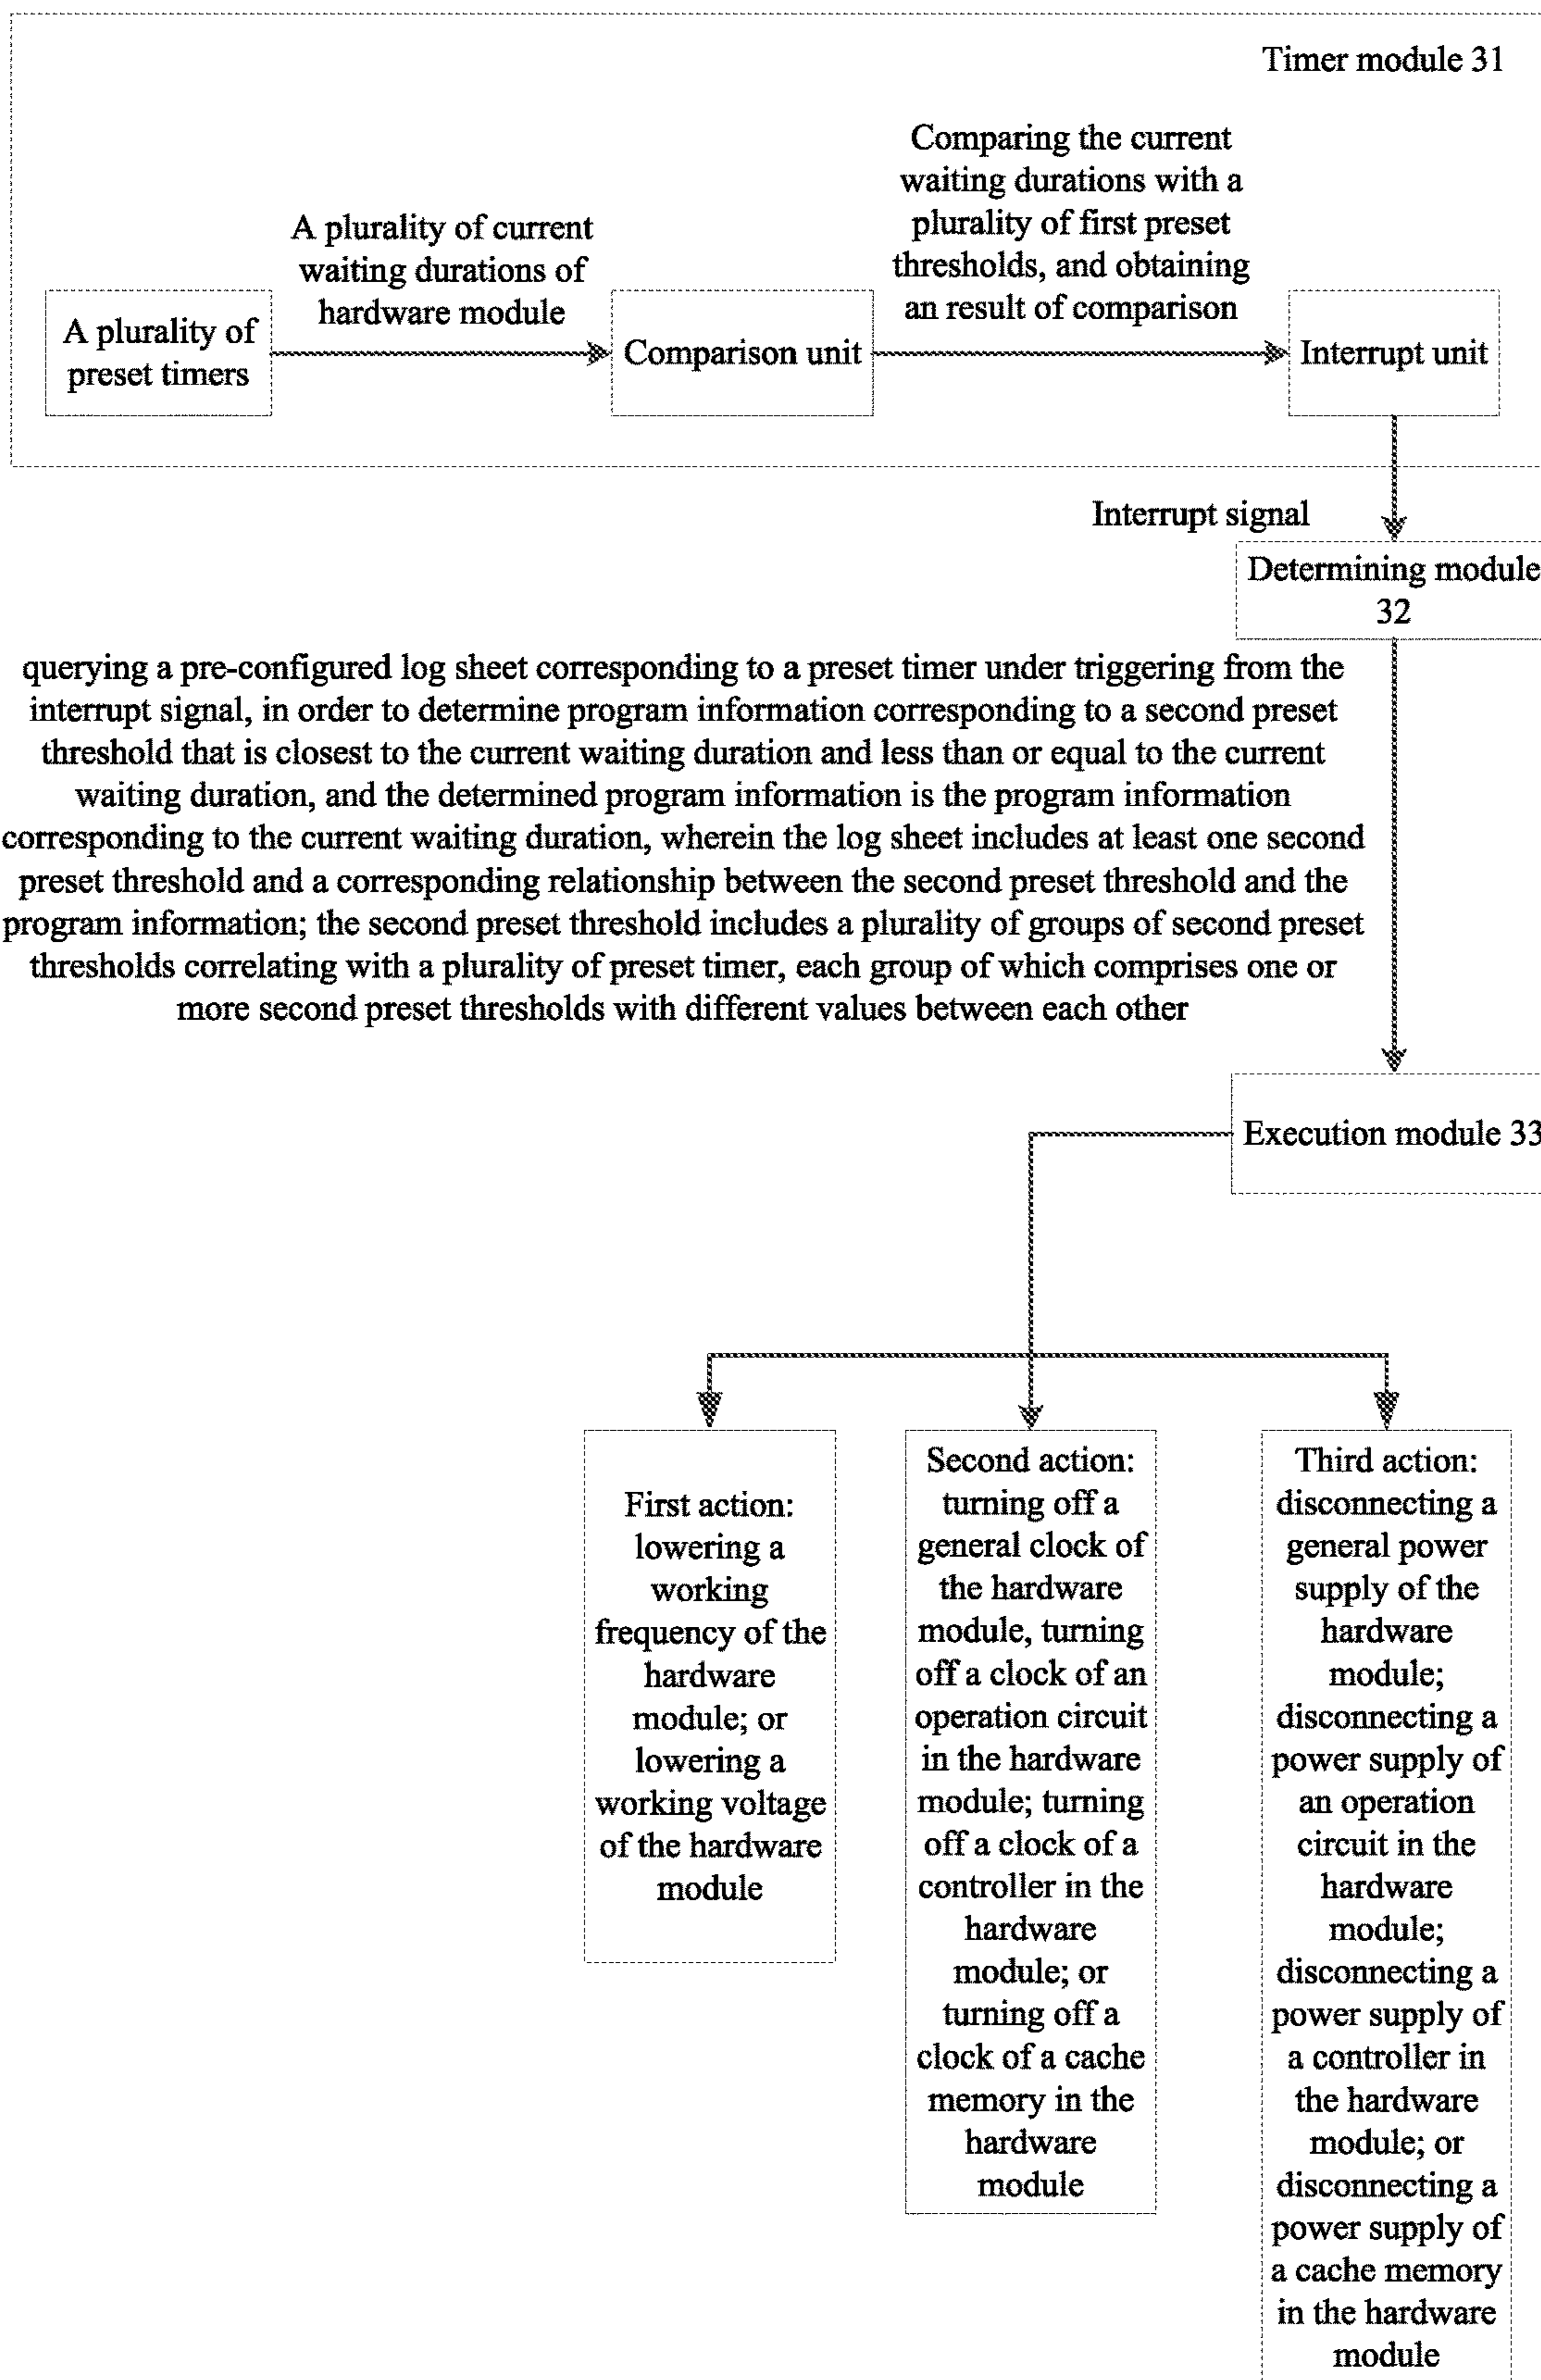 Timer module 31
Comparing the current
waiting durations with a
plurality of first preset
thresholds, and obtaining
an result of comparison
A plurality of current
waiting durations of
hardware module
A plurality of
preset timers
Comparison unit
Interrupt unit
Interrupt signal
Determining module
32
querying a pre-configured log sheet corresponding to a preset timer under triggering from the
interrupt signal, in order to determine program information corresponding to a second preset
threshold that is closest to the current waiting duration and less than or equal to the current
waiting duration, and the determined program information is the program information
corresponding to the current waiting duration, wherein the log sheet includes at least one second
preset threshold and a corresponding relationship between the second preset threshold and the
program information; the second preset threshold includes a plurality of groups of second preset
thresholds correlating with a plurality of preset timer, each group of which comprises one or
more second preset thresholds with different values between each other
Execution module 33
First action:
lowering a
working
frequency of the
hardware
module; or
lowering a
working voltage
of the hardware
module
Second action:
turning off a
general clock of
the hardware
module, turning
off a clock of an
operation circuit
in the hardware
module; turning
off a clock of a
controller in the
hardware
module; or
turning off a
clock of a cache
memory in the
hardware
module
Third action:
disconnecting a
general power
supply of the
hardware
module;
disconnecting a
power supply of
an operation
circuit in the
hardware
module;
disconnecting a
power supply of
a controller in
the hardware
module; or
disconnecting a
power supply of
a cache memory
in the hardware
module